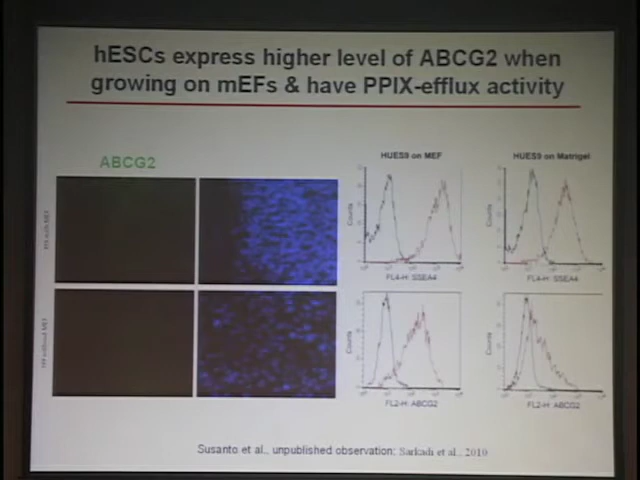 hESCs express higher level of ABCG2 when
growing on mEFs & have PPIX-efflux activity
ABCG2
HUES9 on MEF
HUES9 on Matrigel
Counts
FL4-H: SSEA4
Counts
FL4-H: SSEA4
Counts
FL2-H: ABCG2
Counts
FL2-H: ABCG2
Susanto et al., unpublished observation; Sarkadi et al., 2010